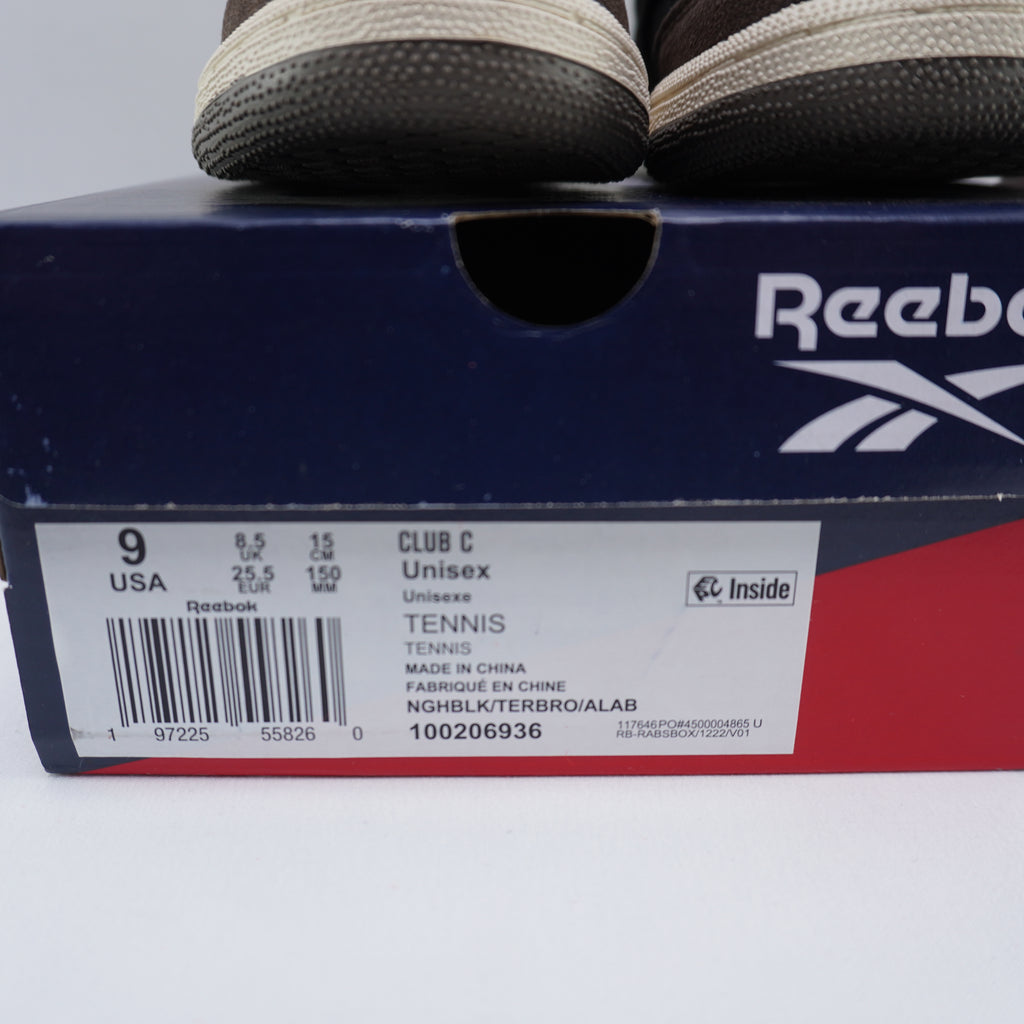 Reebo
9 8.5 15
UK CM
USA 25.5 150
EUR MM
Reebok
1 97225 55826 0
CLUB C
Unisex
Unisexe
TENNIS
TENNIS
MADE IN CHINA
FABRIQUÉ EN CHINE
NGHBLK/TERBRO/ALAB
100206936
Inside
117646 PO#4500004865 U
RB-RABSBOX/1222/V01